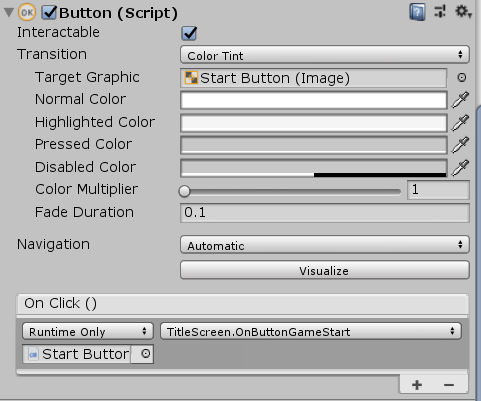 OK Button (Script)
Interactable
Transition Color Tint
Target Graphic Start Button (Image)
Normal Color
Highlighted Color
Pressed Color
Disabled Color
Color Multiplier 1
Fade Duration 0.1
Navigation Automatic
Visualize
On Click ()
Runtime Only TitleScreen.OnButtonGameStart
Start Buttor